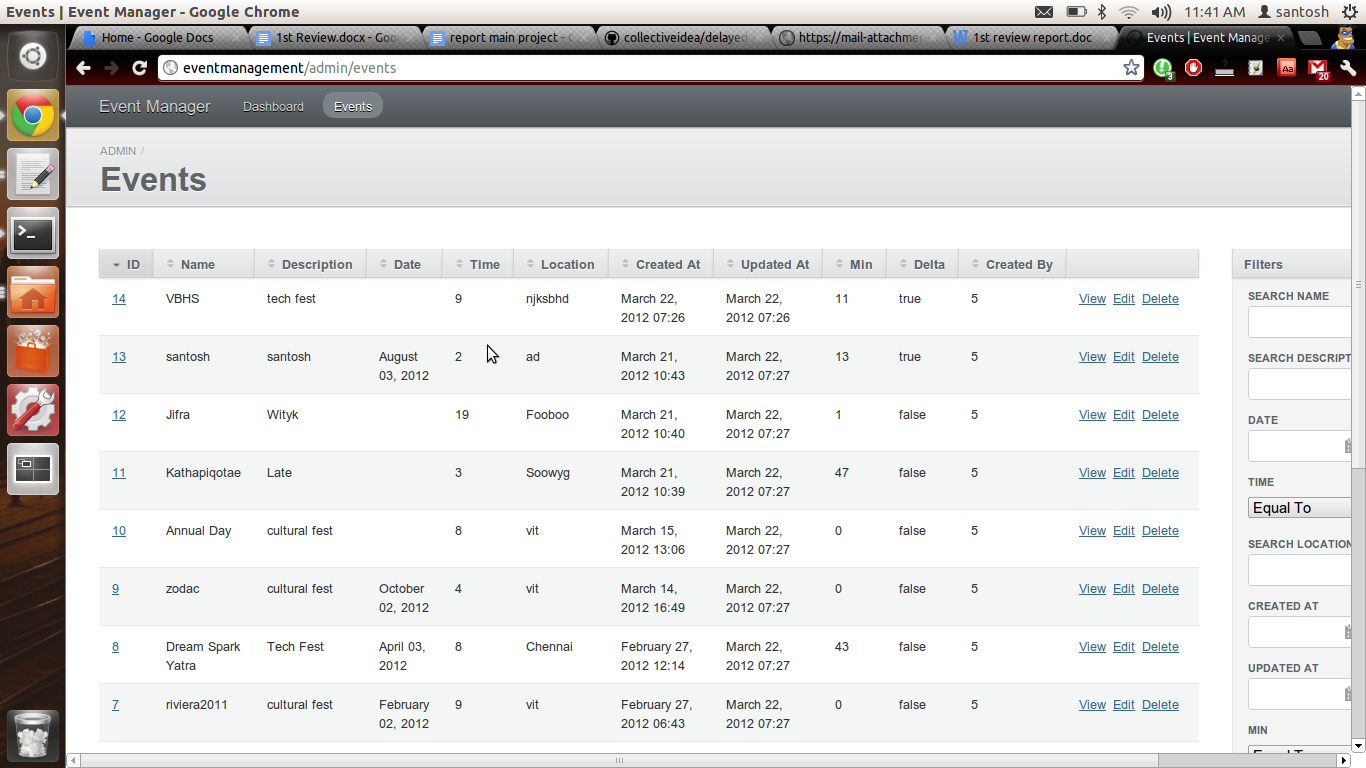 Events | Event Manager - Google Chrome
11:41 AM santosh
Home - Google Docs
1st Review.docx - Goo
report main project - G
collectiveidea/delayed
https://mail-attachme
1st review report.doc
Events | Event Manage
eventmanagement/admin/events
3
Aa
20
Event Manager Dashboard Events
ADMIN /
Events
ID Name Description Date Time Location Created At Updated At Min Delta Created By
14 VBHS tech fest 9 njksbhd March 22, March 22, 11 true 5 View Edit Delete
2012 07:26 2012 07:26
13 santosh santosh August 2 ad March 21, March 22, 13 true 5 View Edit Delete
03, 2012 2012 10:43 2012 07:27
12 Jifra Wityk 19 Fooboo March 21, March 22, 1 false 5 View Edit Delete
2012 10:40 2012 07:27
11 Kathapiqotae Late 3 Soowyg March 21, March 22, 47 false 5 View Edit Delete
2012 10:39 2012 07:27
10 Annual Day cultural fest 8 vit March 15, March 22, 0 false 5 View Edit Delete
2012 13:06 2012 07:27
9 zodac cultural fest October 4 vit March 14, March 22, 0 false 5 View Edit Delete
02, 2012 2012 16:49 2012 07:27
8 Dream Spark Tech Fest April 03, 8 Chennai February 27, March 22, 43 false 5 View Edit Delete
Yatra 2012 2012 12:14 2012 07:27
7 riviera2011 cultural fest February 9 vit February 27, March 22, 0 false 5 View Edit Delete
02, 2012 2012 06:43 2012 07:27
Filters
SEARCH NAME
SEARCH DESCRIPT
DATE
TIME
Equal To
SEARCH LOCATION
CREATED AT
UPDATED AT
MIN